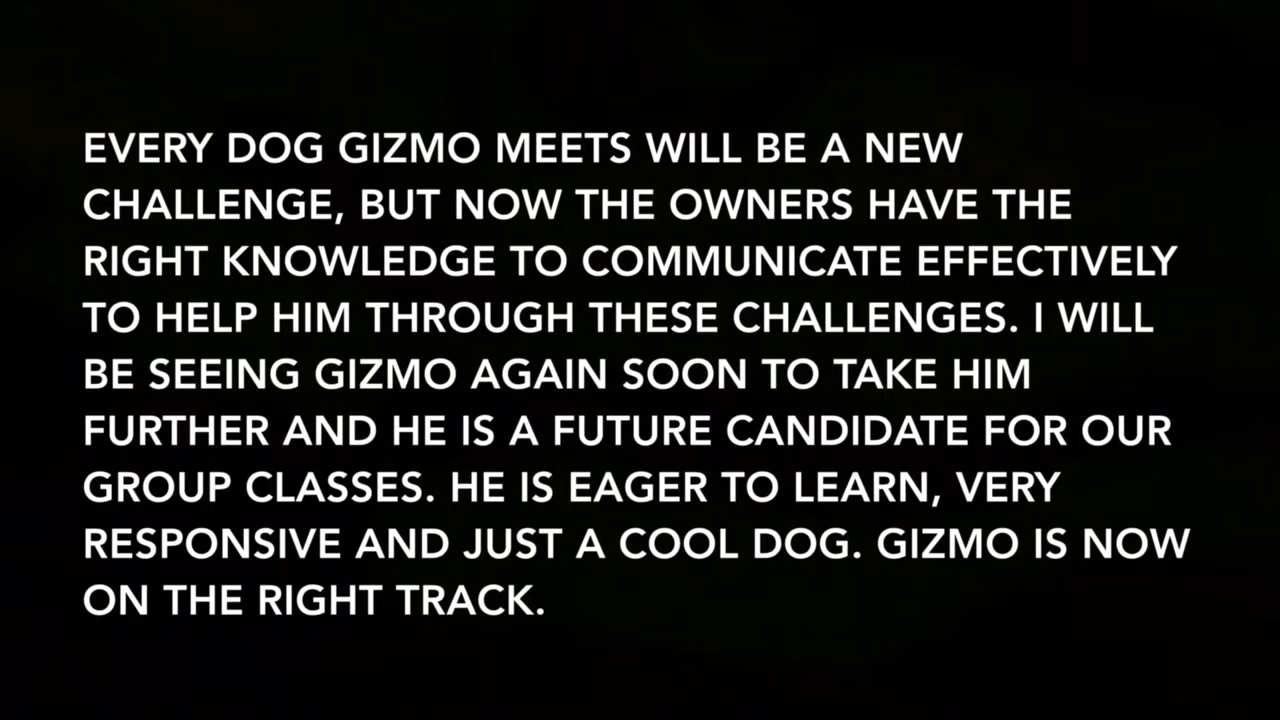 EVERY DOG GIZMO MEETS WILL BE A NEW
CHALLENGE, BUT NOW THE OWNERS HAVE THE
RIGHT KNOWLEDGE TO COMMUNICATE EFFECTIVELY
TO HELP HIM THROUGH THESE CHALLENGES. I WILL
BE SEEING GIZMO AGAIN SOON TO TAKE HIM
FURTHER AND HE IS A FUTURE CANDIDATE FOR OUR
GROUP CLASSES. HE IS EAGER TO LEARN, VERY
RESPONSIVE AND JUST A COOL DOG. GIZMO IS NOW
ON THE RIGHT TRACK.